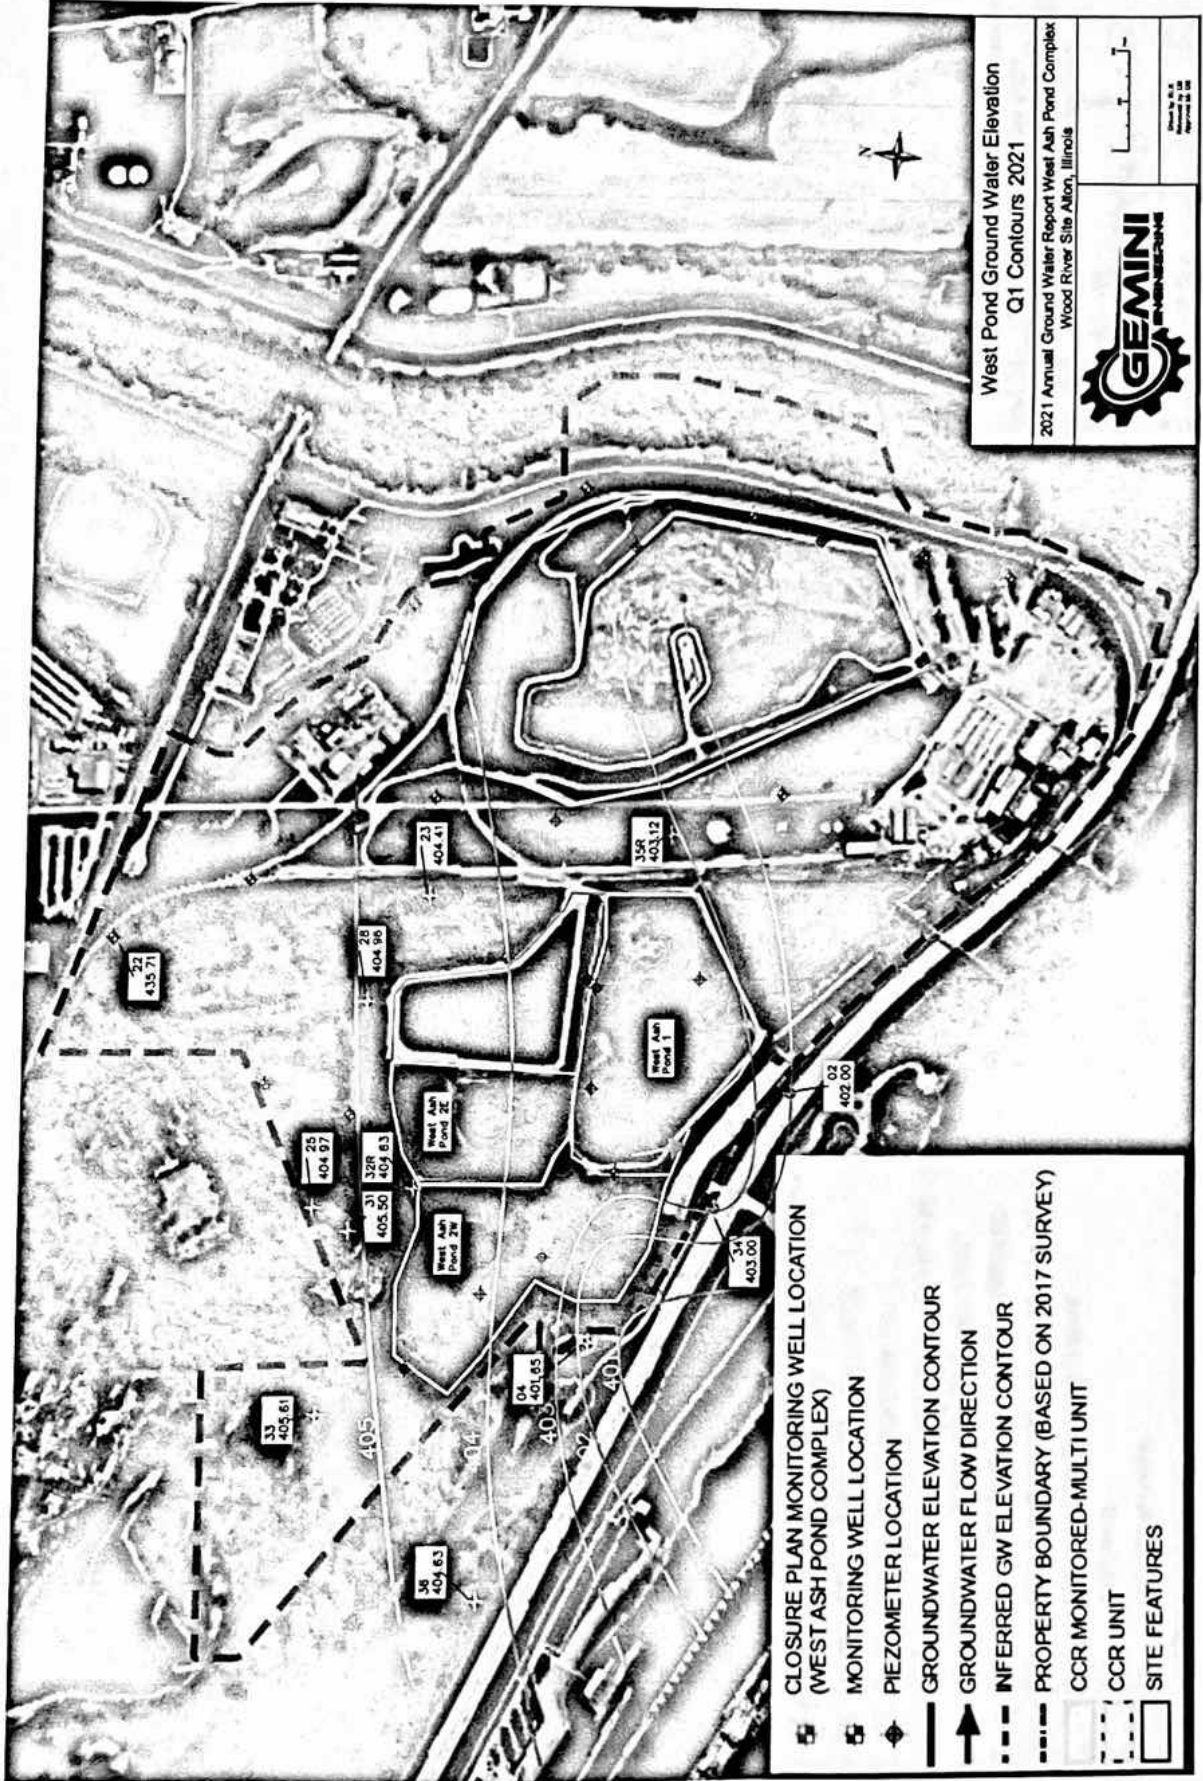 West Pond Ground Water Elevation
Q1 Contours 2021
2021 Annual Ground Water Report West Ash Pond Complex
Wood River Site Alton, Illinois
GEMINI
ENGINEERING
N
22
435.71
23
404.41
28
404.96
35R
403.12
25
404.97
31
405.50
32R
404.63
33
405.61
38
404.63
04
401.65
34
403.00
02
402.00
West Ash
Pond 2E
West Ash
Pond 2W
West Ash
Pond 1
405
04
403
02
401
CLOSURE PLAN MONITORING WELL LOCATION
(WEST ASH POND COMPLEX)
MONITORING WELL LOCATION
PIEZOMETER LOCATION
GROUNDWATER ELEVATION CONTOUR
GROUNDWATER FLOW DIRECTION
INFERRED GW ELEVATION CONTOUR
PROPERTY BOUNDARY (BASED ON 2017 SURVEY)
CCR MONITORED-MULTI UNIT
CCR UNIT
SITE FEATURES